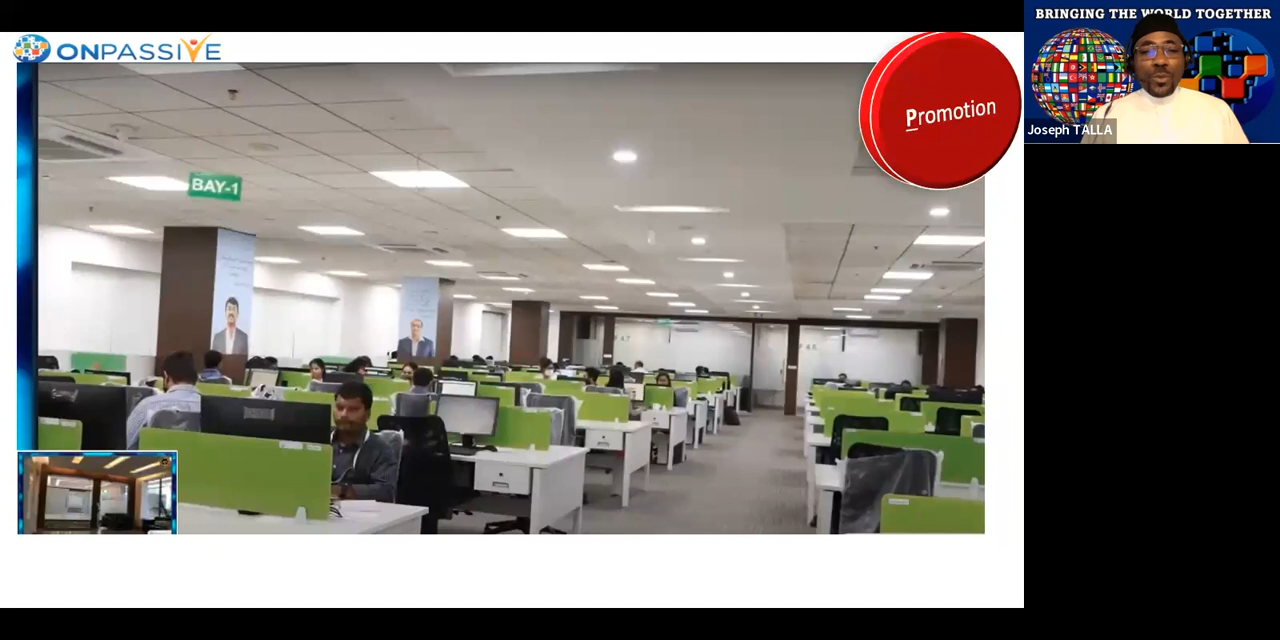 ONPASSIVE
Promotion
BRINGING THE WORLD TOGETHER
Joseph TALLA
BAY-1